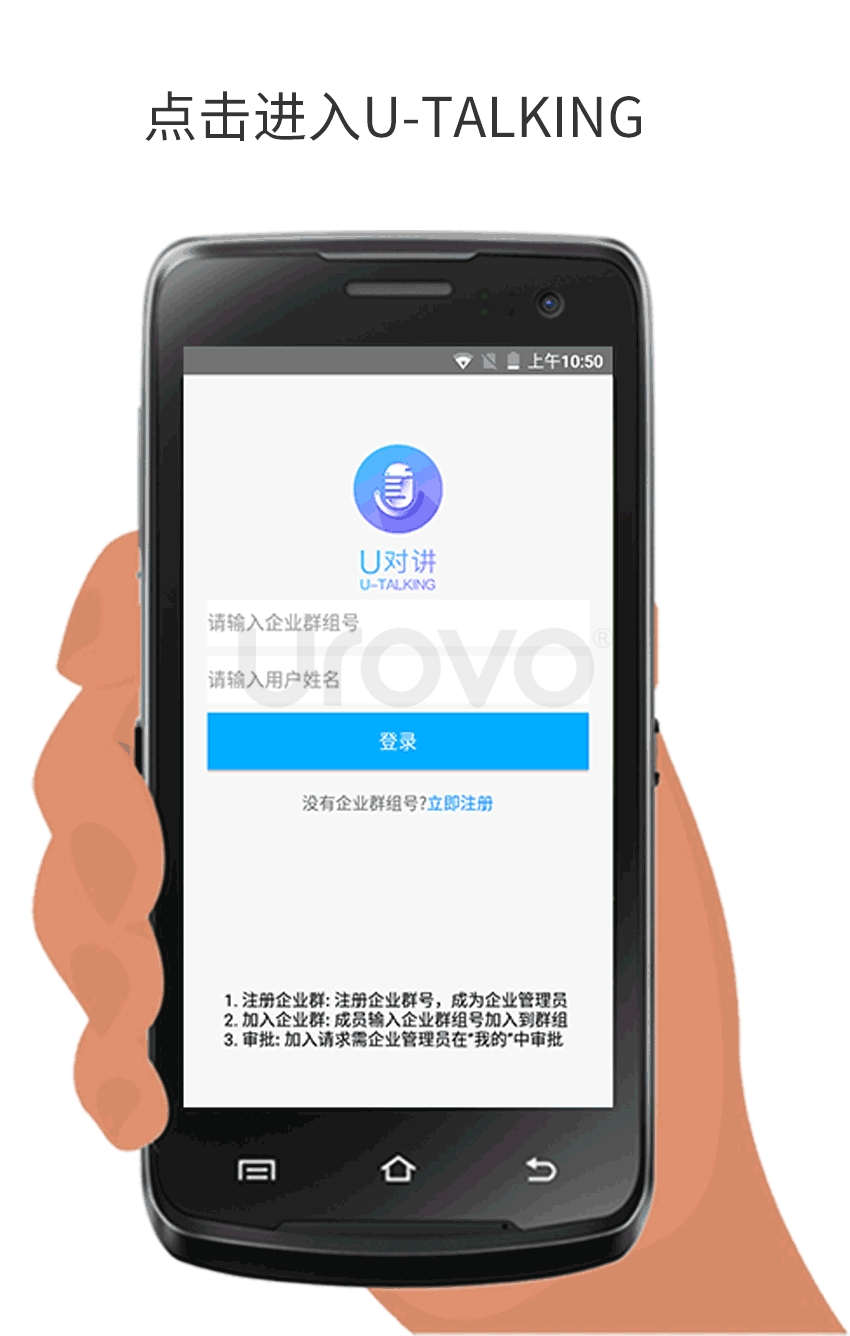 点击进入U-TALKING
上午10:50
U对讲
U-TALKING
请输入企业群组号
urovo®
请输入用户姓名
登录
没有企业群组号?立即注册
1. 注册企业群: 注册企业群号，成为企业管理员
2. 加入企业群: 成员输入企业群组号加入到群组
3. 审批: 加入请求需企业管理员在"我的"中审批